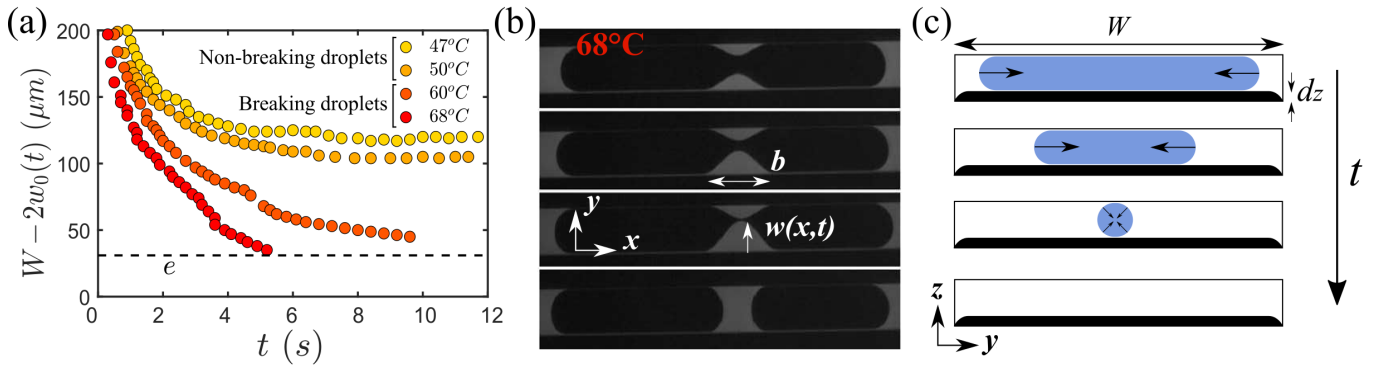 (a)
W − 2w₀(t) (μm)
200
150
100
50
0
Non-breaking droplets
47°C
50°C
Breaking droplets
60°C
68°C
e
0 2 4 6 8 10 12
t (s)
(b)
68°C
b
y
x
w(x,t)
(c)
W
dz
t
z
y